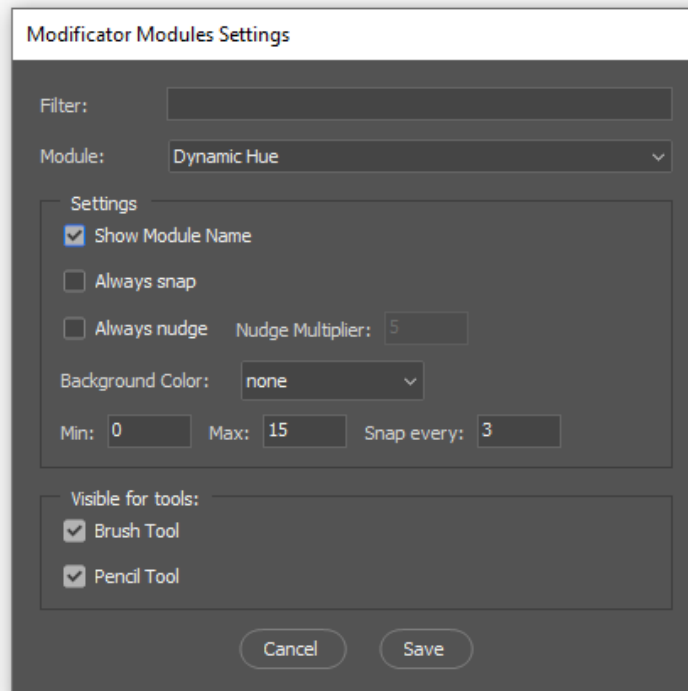 Modificator Modules Settings
Filter:
Module: Dynamic Hue
Settings
Show Module Name
Always snap
Always nudge Nudge Multiplier: 5
Background Color: none
Min: 0 Max: 15 Snap every: 3
Visible for tools:
Brush Tool
Pencil Tool
Cancel Save